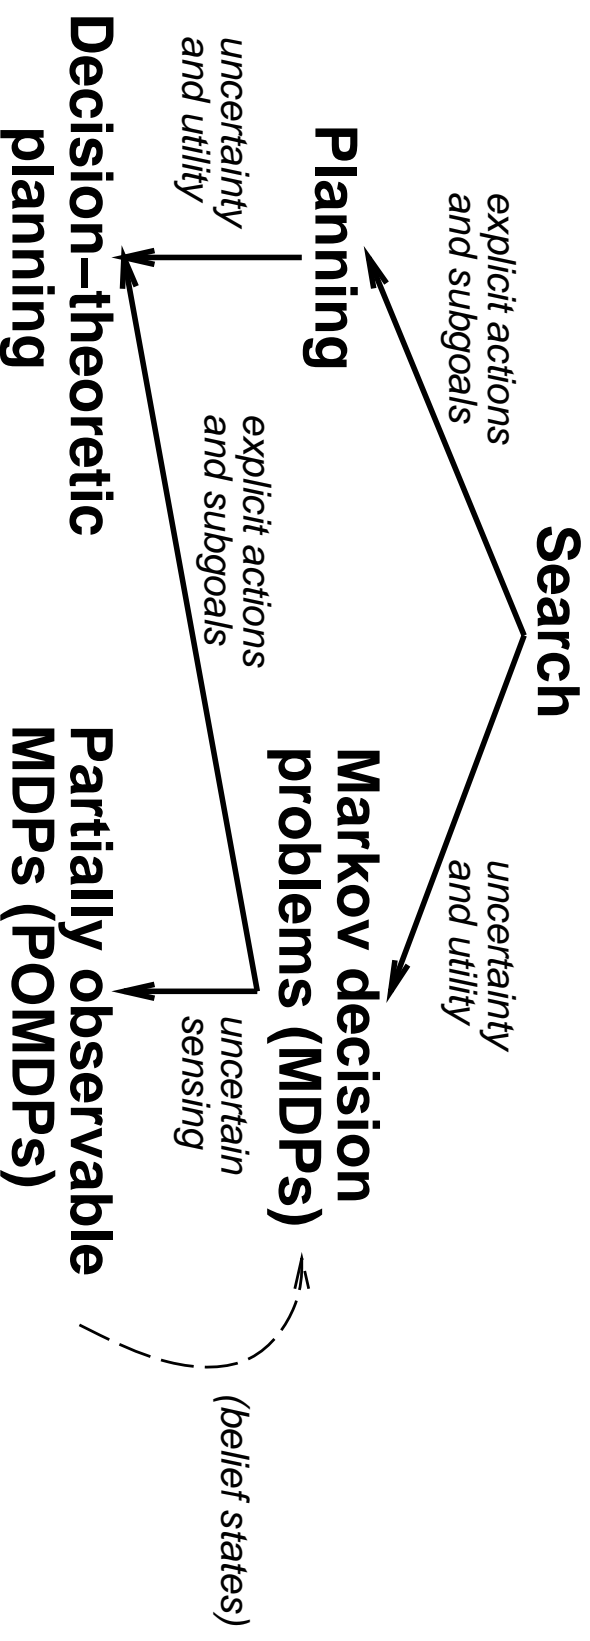 Search
explicit actions
and subgoals
uncertainty
and utility
Planning
Markov decision
problems (MDPs)
uncertainty
and utility
explicit actions
and subgoals
uncertain
sensing
(belief states)
Decision−theoretic
planning
Partially observable
MDPs (POMDPs)